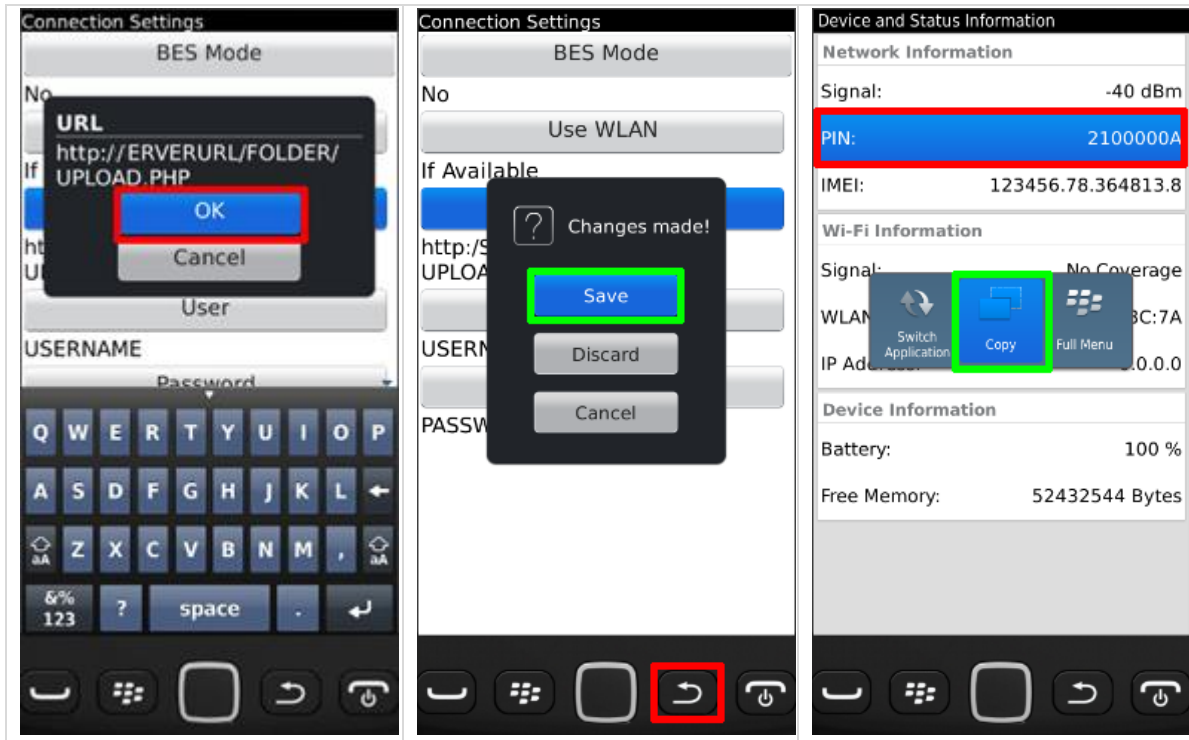 Connection Settings
BES Mode
No
URL
http://ERVERURL/FOLDER/
UPLOAD.PHP
If
OK
ht
Cancel
User
USERNAME
Password
Q W E R T Y U I O P
A S D F G H J K L
aA Z X C V B N M , aA
&% 123 ? space .
Connection Settings
BES Mode
No
Use WLAN
If Available
Changes made!
http:/S
UPLOA
Save
USERN
Discard
Cancel
PASSW
Device and Status Information
Network Information
Signal: -40 dBm
PIN: 2100000A
IMEI: 123456.78.364813.8
Wi-Fi Information
Signal: No Coverage
WLAN 3C:7A
Switch
Application
Copy
Full Menu
IP Address: 0.0.0.0
Device Information
Battery: 100 %
Free Memory: 52432544 Bytes